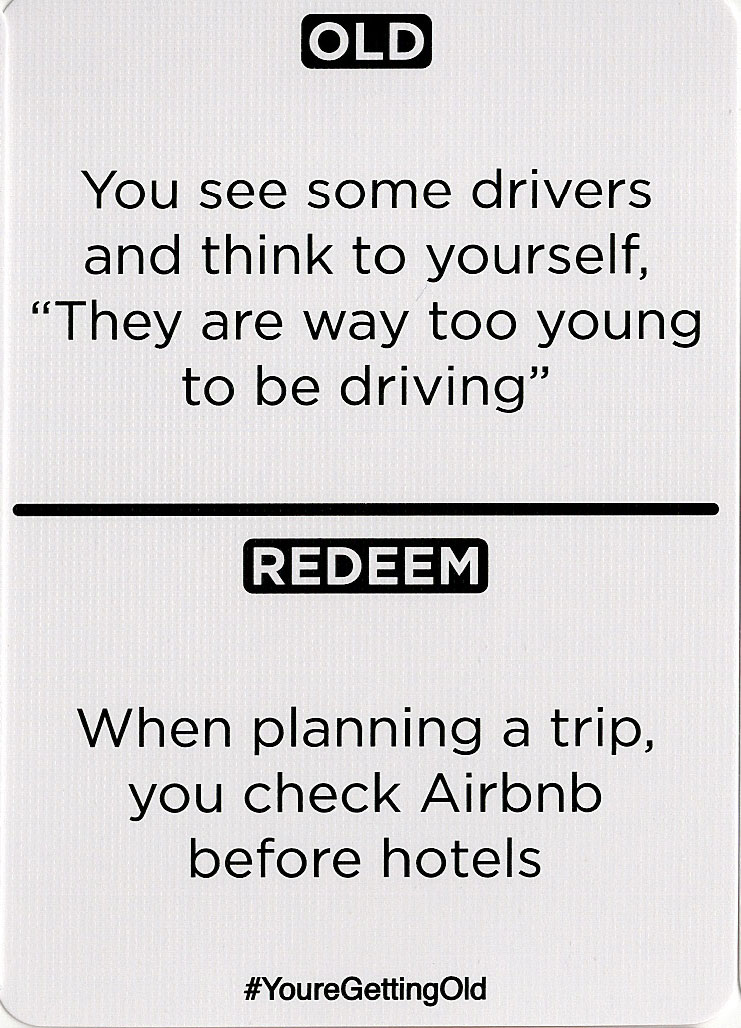 OLD
You see some drivers
and think to yourself,
“They are way too young
to be driving”
REDEEM
When planning a trip,
you check Airbnb
before hotels
#YoureGettingOld